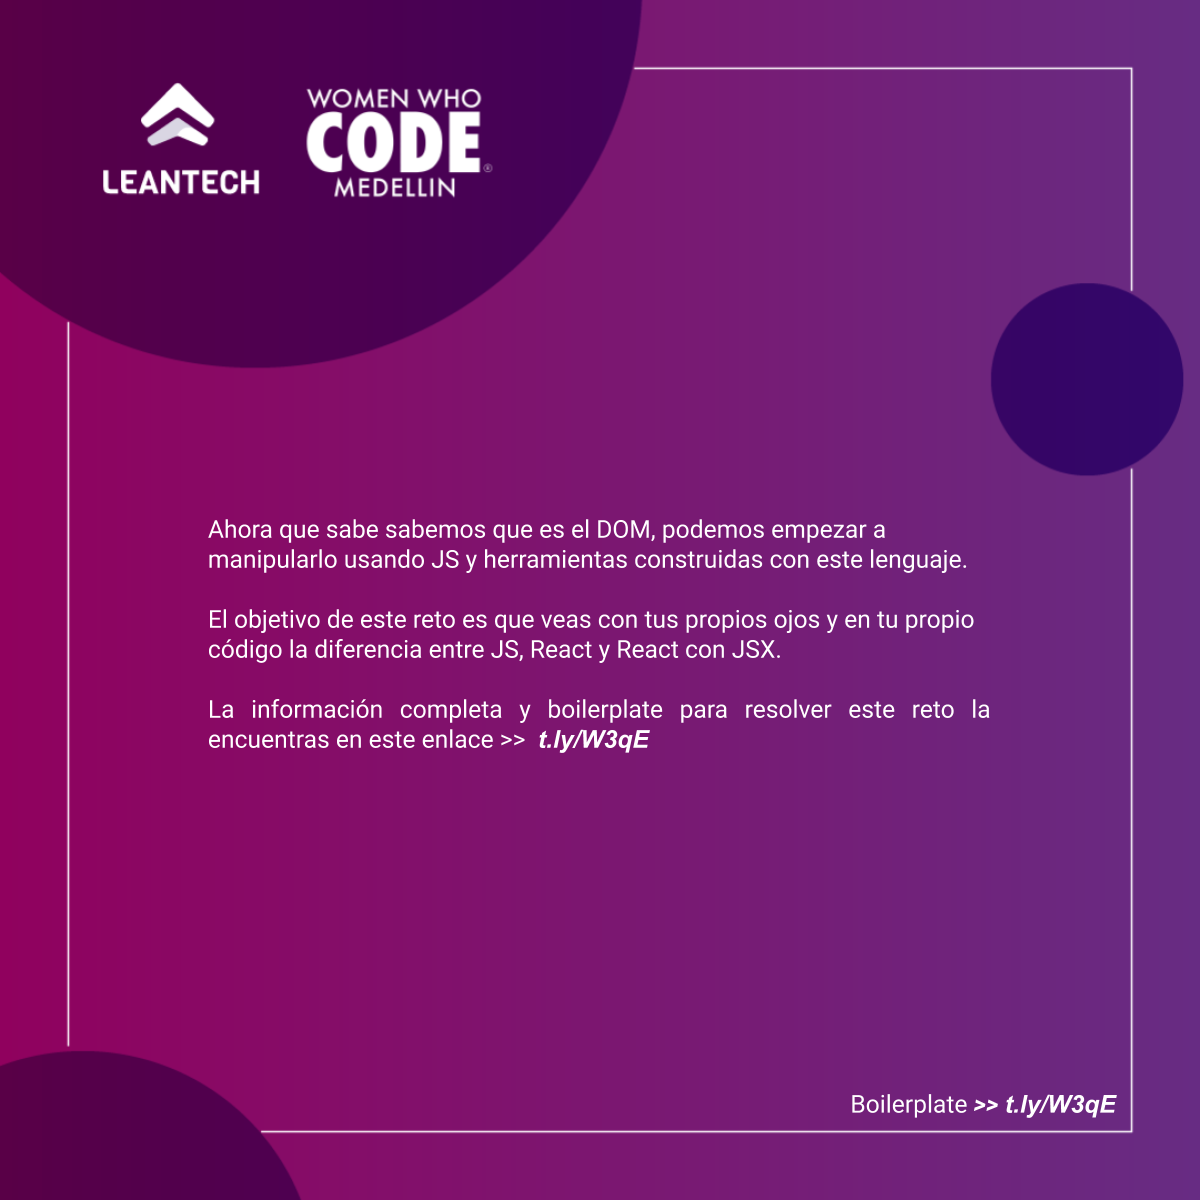 LEANTECH
WOMEN WHO
CODE®
MEDELLIN
Ahora que sabe sabemos que es el DOM, podemos empezar a
manipularlo usando JS y herramientas construidas con este lenguaje.
El objetivo de este reto es que veas con tus propios ojos y en tu propio
código la diferencia entre JS, React y React con JSX.
La información completa y boilerplate para resolver este reto la
encuentras en este enlace >> t.ly/W3qE
Boilerplate >> t.ly/W3qE